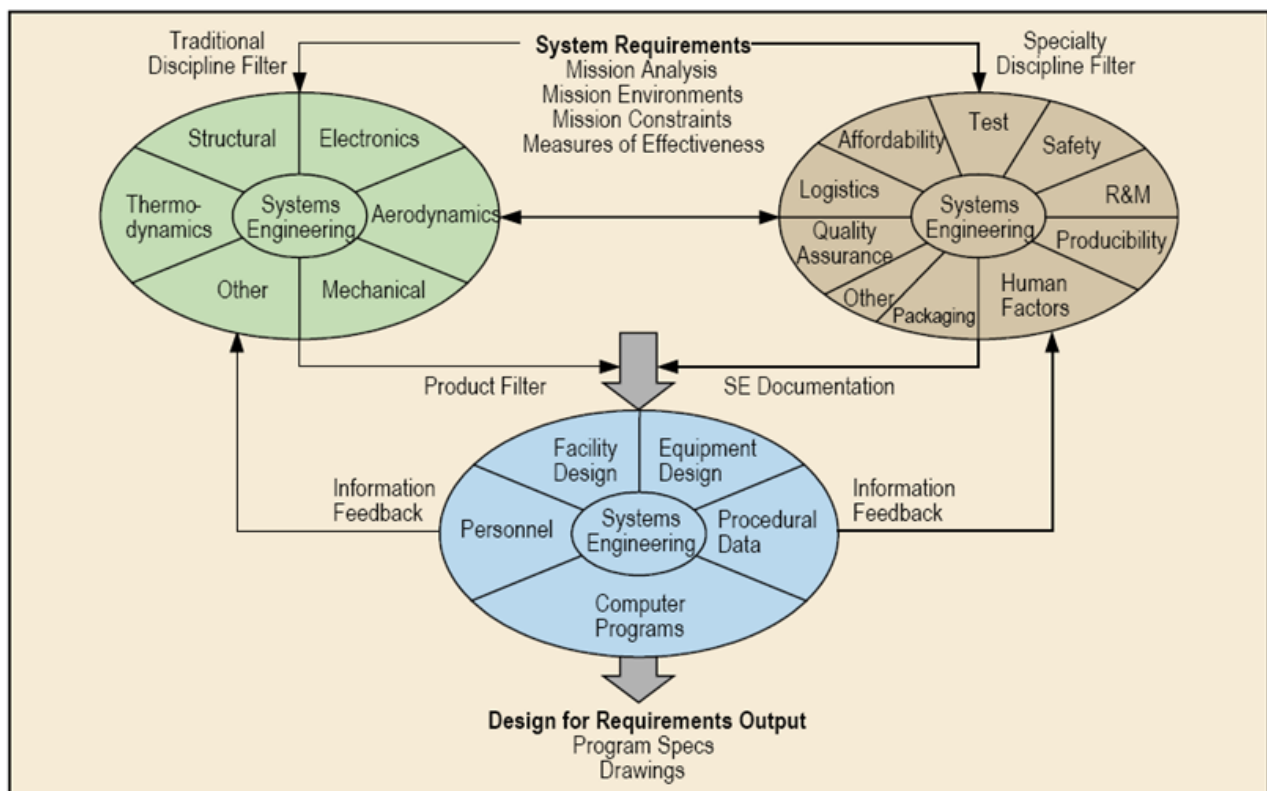 Traditional
Discipline Filter
System Requirements
Mission Analysis
Mission Environments
Mission Constraints
Measures of Effectiveness
Specialty
Discipline Filter
Structural
Electronics
Thermo-
dynamics
Systems
Engineering
Aerodynamics
Other
Mechanical
Affordability
Test
Safety
Logistics
Systems
Engineering
R&M
Quality
Assurance
Producibility
Other
Packaging
Human
Factors
Product Filter
SE Documentation
Facility
Design
Equipment
Design
Information
Feedback
Personnel
Systems
Engineering
Procedural
Data
Information
Feedback
Computer
Programs
Design for Requirements Output
Program Specs
Drawings